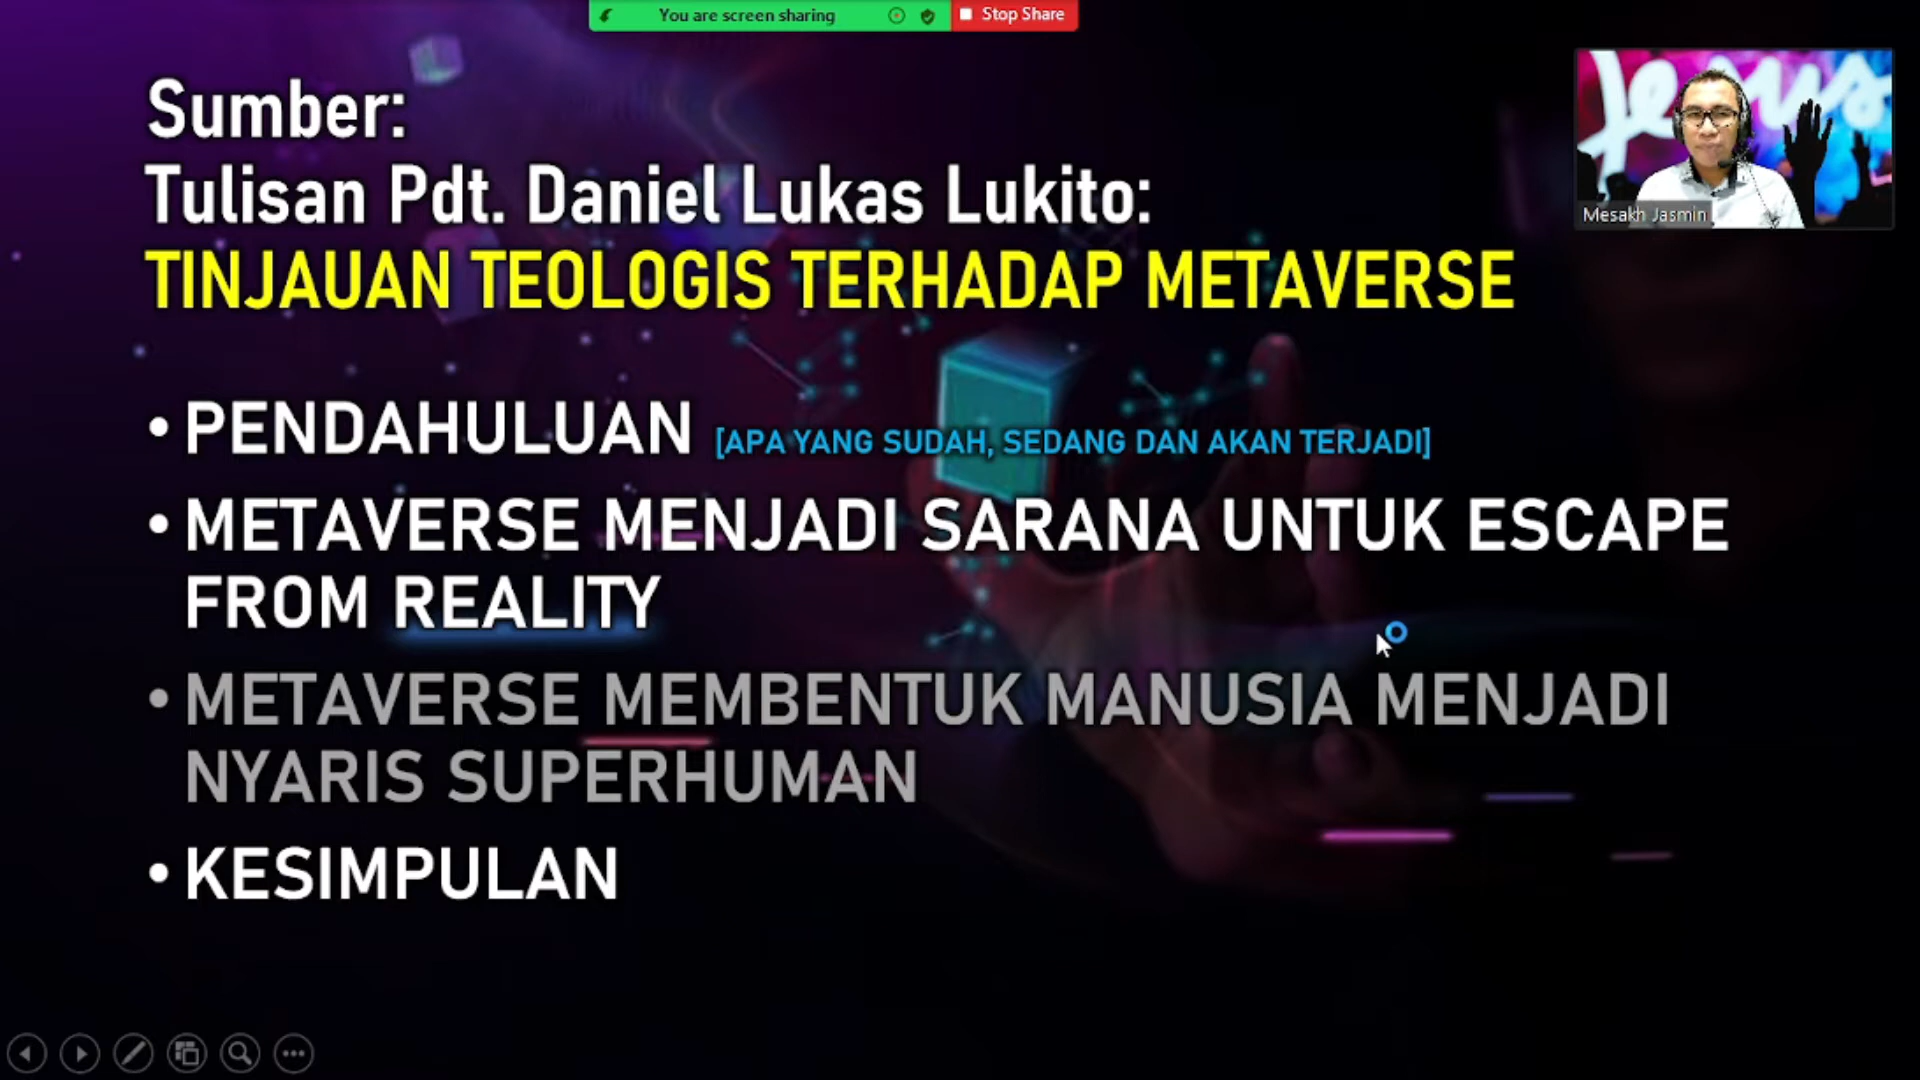 You are screen sharing
Stop Share
Sumber:
Tulisan Pdt. Daniel Lukas Lukito:
TINJAUAN TEOLOGIS TERHADAP METAVERSE
Jesus
Mesakh Jasmin
• PENDAHULUAN [APA YANG SUDAH, SEDANG DAN AKAN TERJADI]
• METAVERSE MENJADI SARANA UNTUK ESCAPE
FROM REALITY
• METAVERSE MEMBENTUK MANUSIA MENJADI
NYARIS SUPERHUMAN
• KESIMPULAN